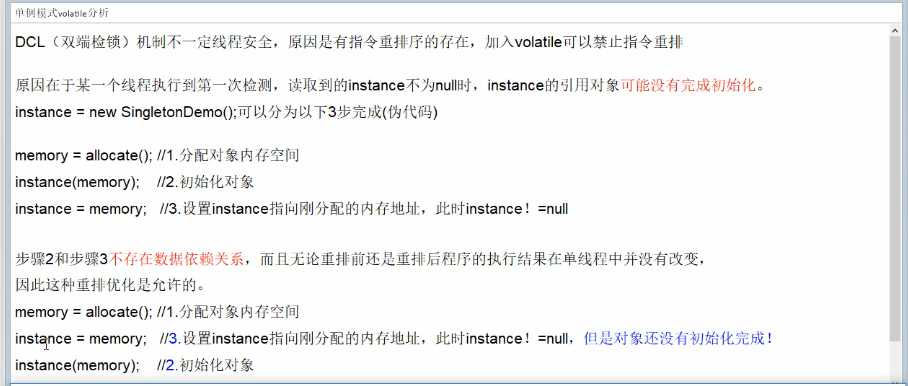 单例模式volatile分析
DCL（双端检锁）机制不一定线程安全，原因是有指令重排序的存在，加入volatile可以禁止指令重排
原因在于某一个线程执行到第一次检测，读取到的instance不为null时，instance的引用对象可能没有完成初始化。
instance = new SingletonDemo();可以分为以下3步完成(伪代码)
memory = allocate(); //1.分配对象内存空间
instance(memory); //2.初始化对象
instance = memory; //3.设置instance指向刚分配的内存地址，此时instance！=null
步骤2和步骤3不存在数据依赖关系，而且无论重排前还是重排后程序的执行结果在单线程中并没有改变，
因此这种重排优化是允许的。
memory = allocate(); //1.分配对象内存空间
instance = memory; //3.设置instance指向刚分配的内存地址，此时instance！=null，但是对象还没有初始化完成！
instance(memory); //2.初始化对象